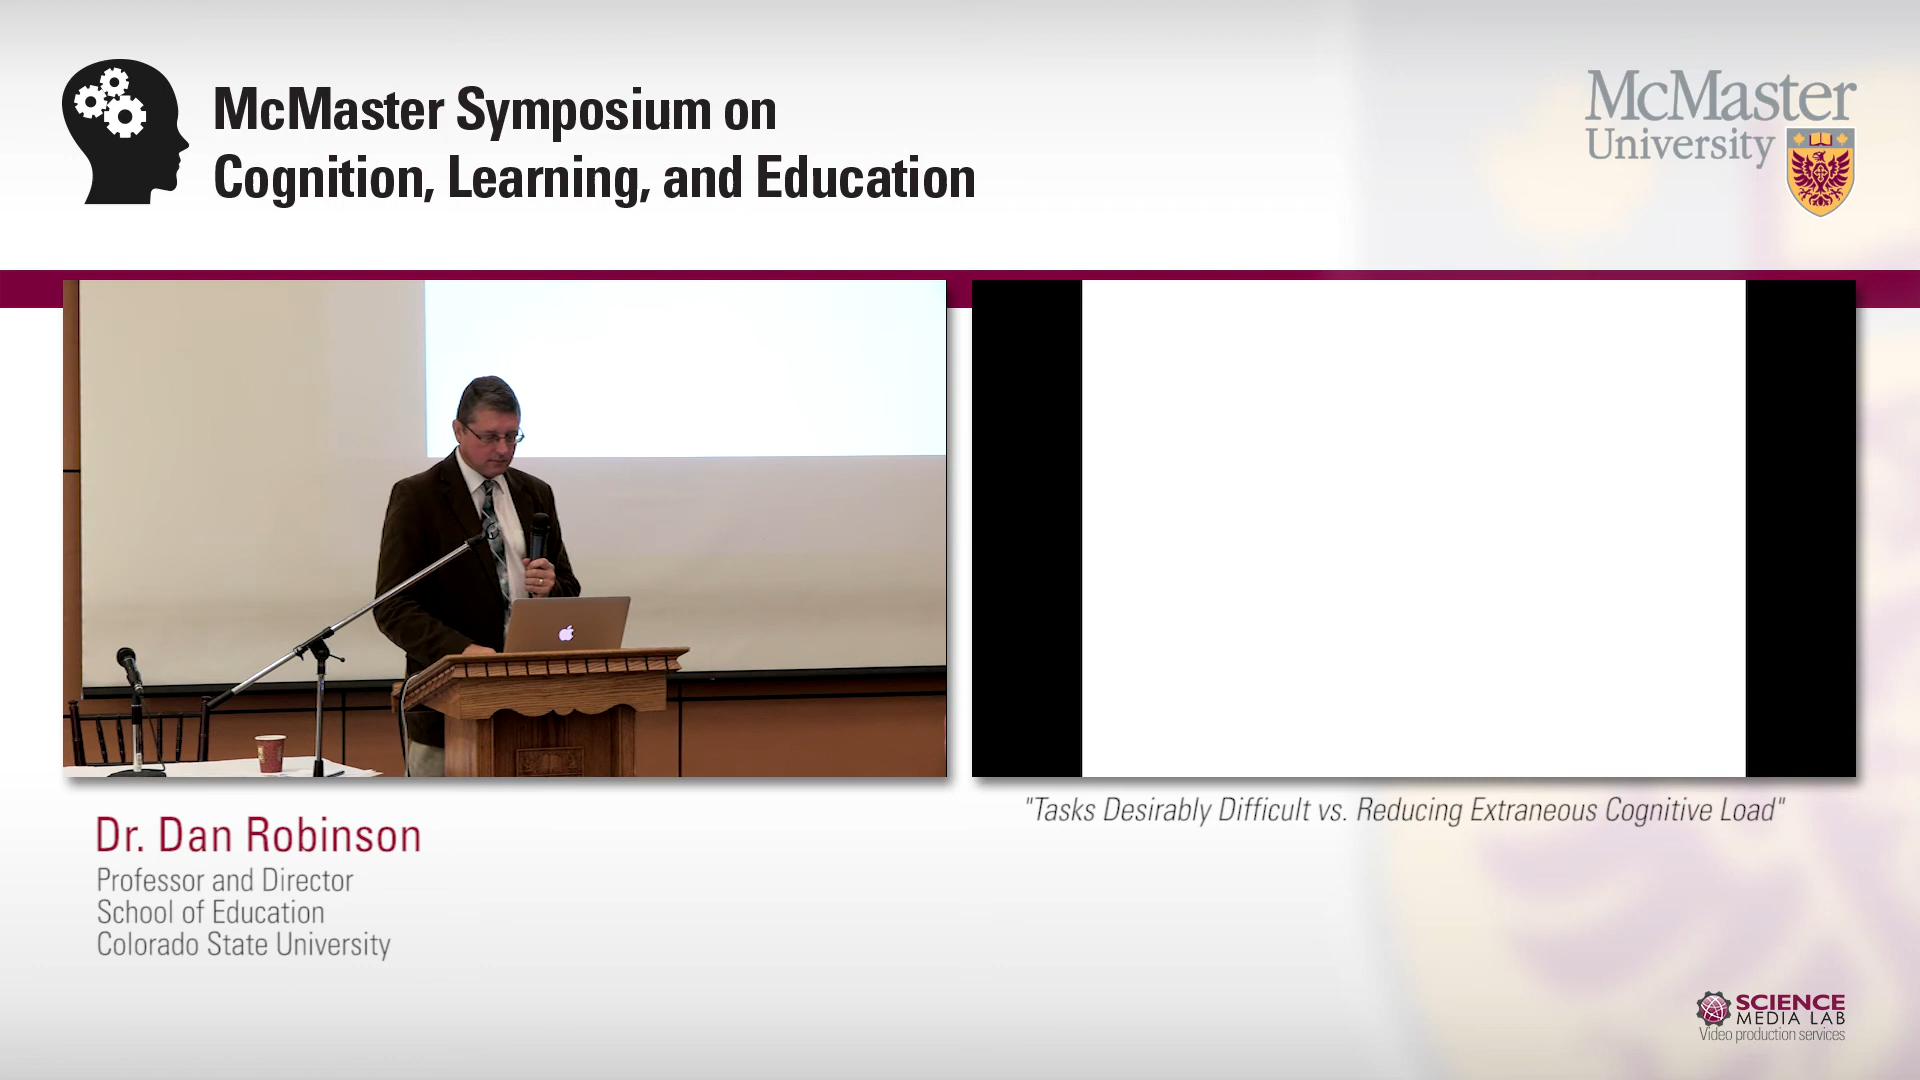 McMaster Symposium on
Cognition, Learning, and Education
McMaster
University
Dr. Dan Robinson
Professor and Director
School of Education
Colorado State University
"Tasks Desirably Difficult vs. Reducing Extraneous Cognitive Load"
SCIENCE
MEDIA LAB
Video production services